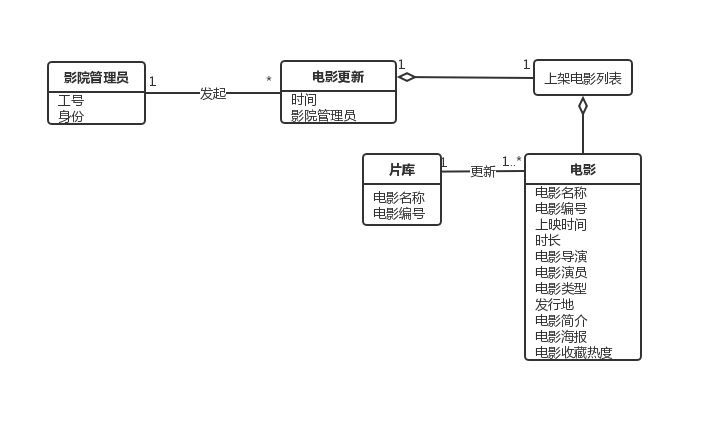 影院管理员
工号
身份
1
发起
*
电影更新
时间
影院管理员
1
1
上架电影列表
片库
电影名称
电影编号
1
更新
1..*
电影
电影名称
电影编号
上映时间
时长
电影导演
电影演员
电影类型
发行地
电影简介
电影海报
电影收藏热度